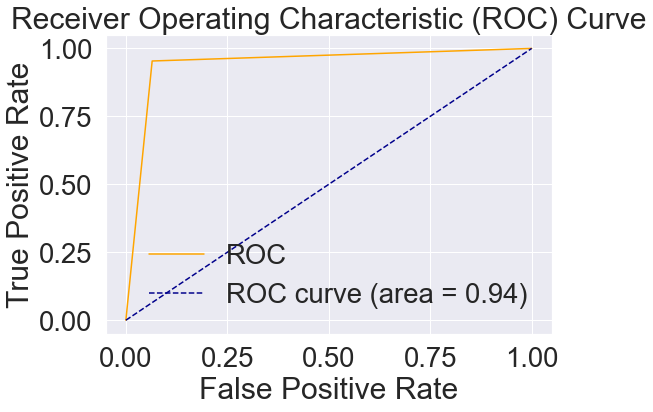 Receiver Operating Characteristic (ROC) Curve
True Positive Rate
1.00
0.75
0.50
0.25
0.00
ROC
ROC curve (area = 0.94)
0.00 0.25 0.50 0.75 1.00
False Positive Rate